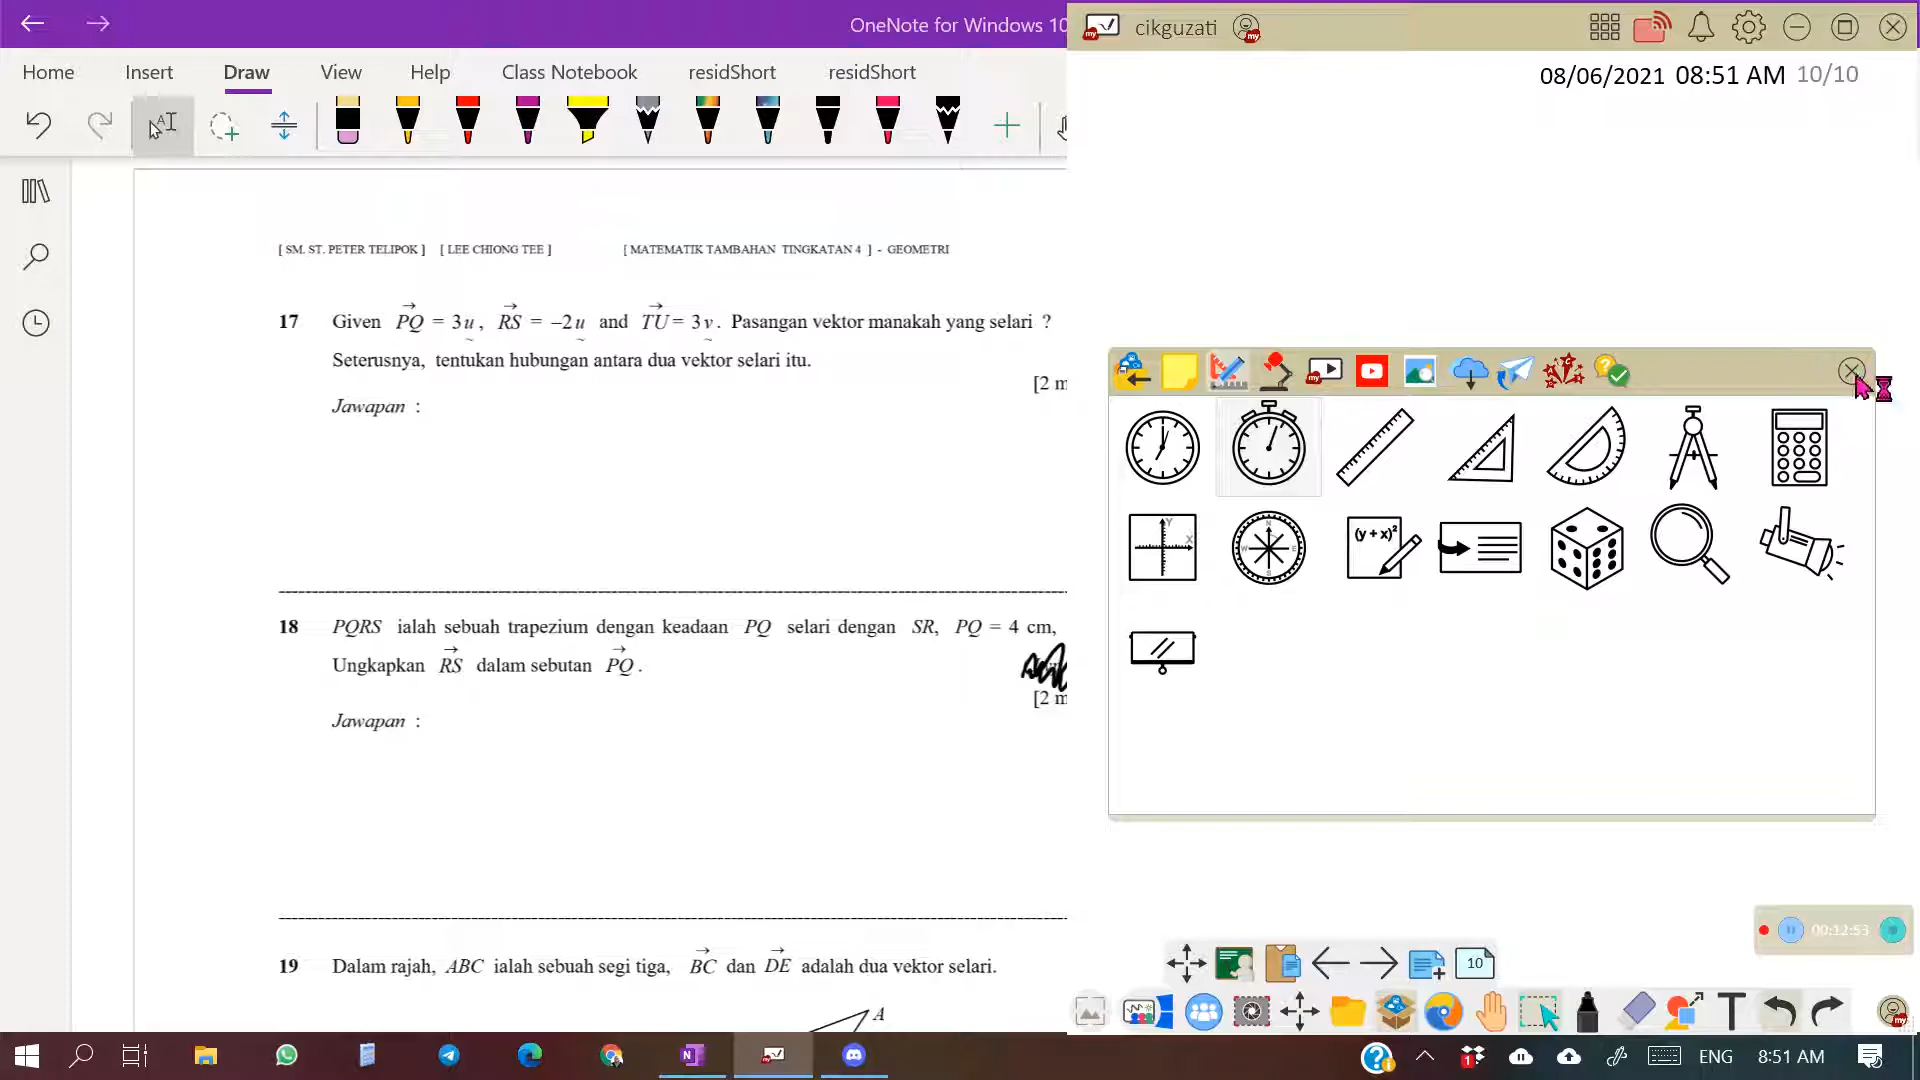 OneNote for Windows 10
cikguzati
08/06/2021 08:51 AM 10/10
Home Insert Draw View Help Class Notebook residShort residShort
[ SM. ST. PETER TELIPOK ] [ LEE CHIONG TEE ] [ MATEMATIK TAMBAHAN TINGKATAN 4 ] - GEOMETRI
17 Given PQ = 3u, RS = –2u and TU = 3v. Pasangan vektor manakah yang selari ?
Seterusnya, tentukan hubungan antara dua vektor selari itu.
[2 m
Jawapan :
18 PQRS ialah sebuah trapezium dengan keadaan PQ selari dengan SR, PQ = 4 cm,
Ungkapkan RS dalam sebutan PQ.
[2 m
Jawapan :
19 Dalam rajah, ABC ialah sebuah segi tiga, BC dan DE adalah dua vektor selari.
A
Y
X
N
W E
S
(y + x)²
00:12:53
10
T
ENG 8:51 AM